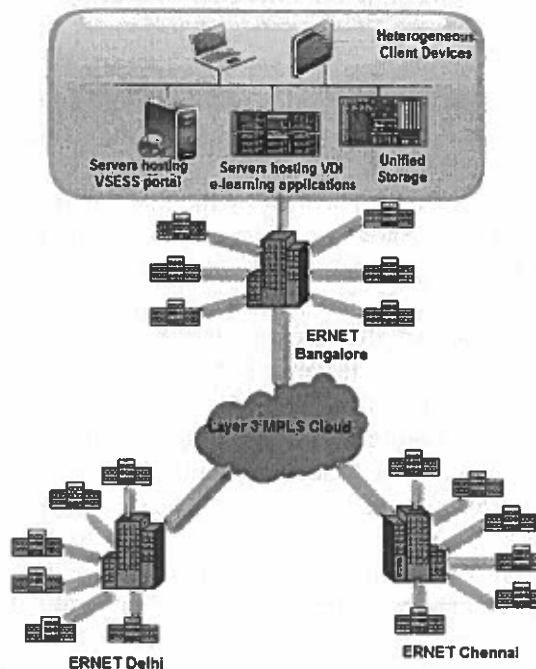 Heterogeneous
Client Devices
Servers hosting
VSESS portal
Servers hosting VDI
e-learning applications
Unified
Storage
ERNET
Bangalore
Layer 3 MPLS Cloud
ERNET Delhi
ERNET Chennai